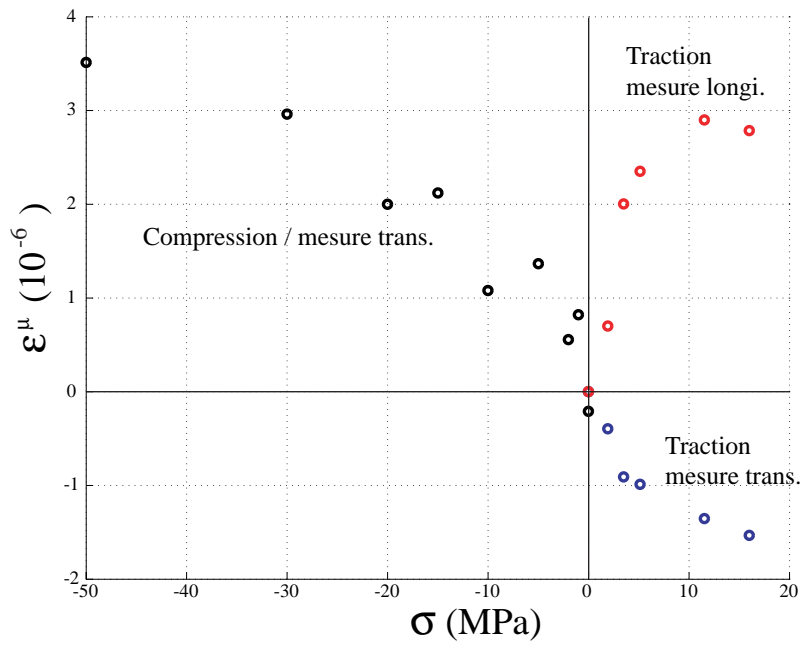 4
3
2
1
0
-1
-2
-50
-40
-30
-20
-10
0
10
20
ε^μ (10^-6)
σ (MPa)
Traction
mesure longi.
Compression / mesure trans.
Traction
mesure trans.